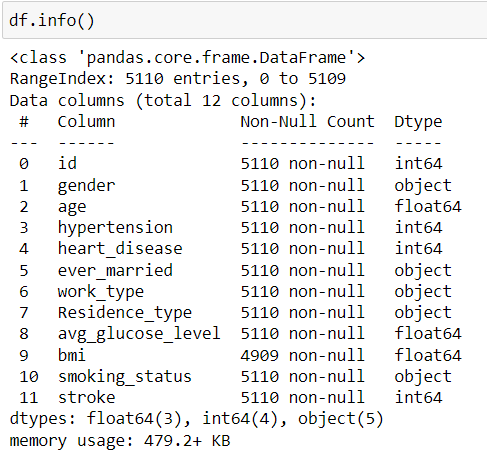 df.info()
<class 'pandas.core.frame.DataFrame'>
RangeIndex: 5110 entries, 0 to 5109
Data columns (total 12 columns):
 #   Column             Non-Null Count  Dtype
---  ------             --------------  -----
 0   id                 5110 non-null   int64
 1   gender             5110 non-null   object
 2   age                5110 non-null   float64
 3   hypertension       5110 non-null   int64
 4   heart_disease      5110 non-null   int64
 5   ever_married       5110 non-null   object
 6   work_type          5110 non-null   object
 7   Residence_type     5110 non-null   object
 8   avg_glucose_level  5110 non-null   float64
 9   bmi                4909 non-null   float64
 10  smoking_status     5110 non-null   object
 11  stroke             5110 non-null   int64
dtypes: float64(3), int64(4), object(5)
memory usage: 479.2+ KB